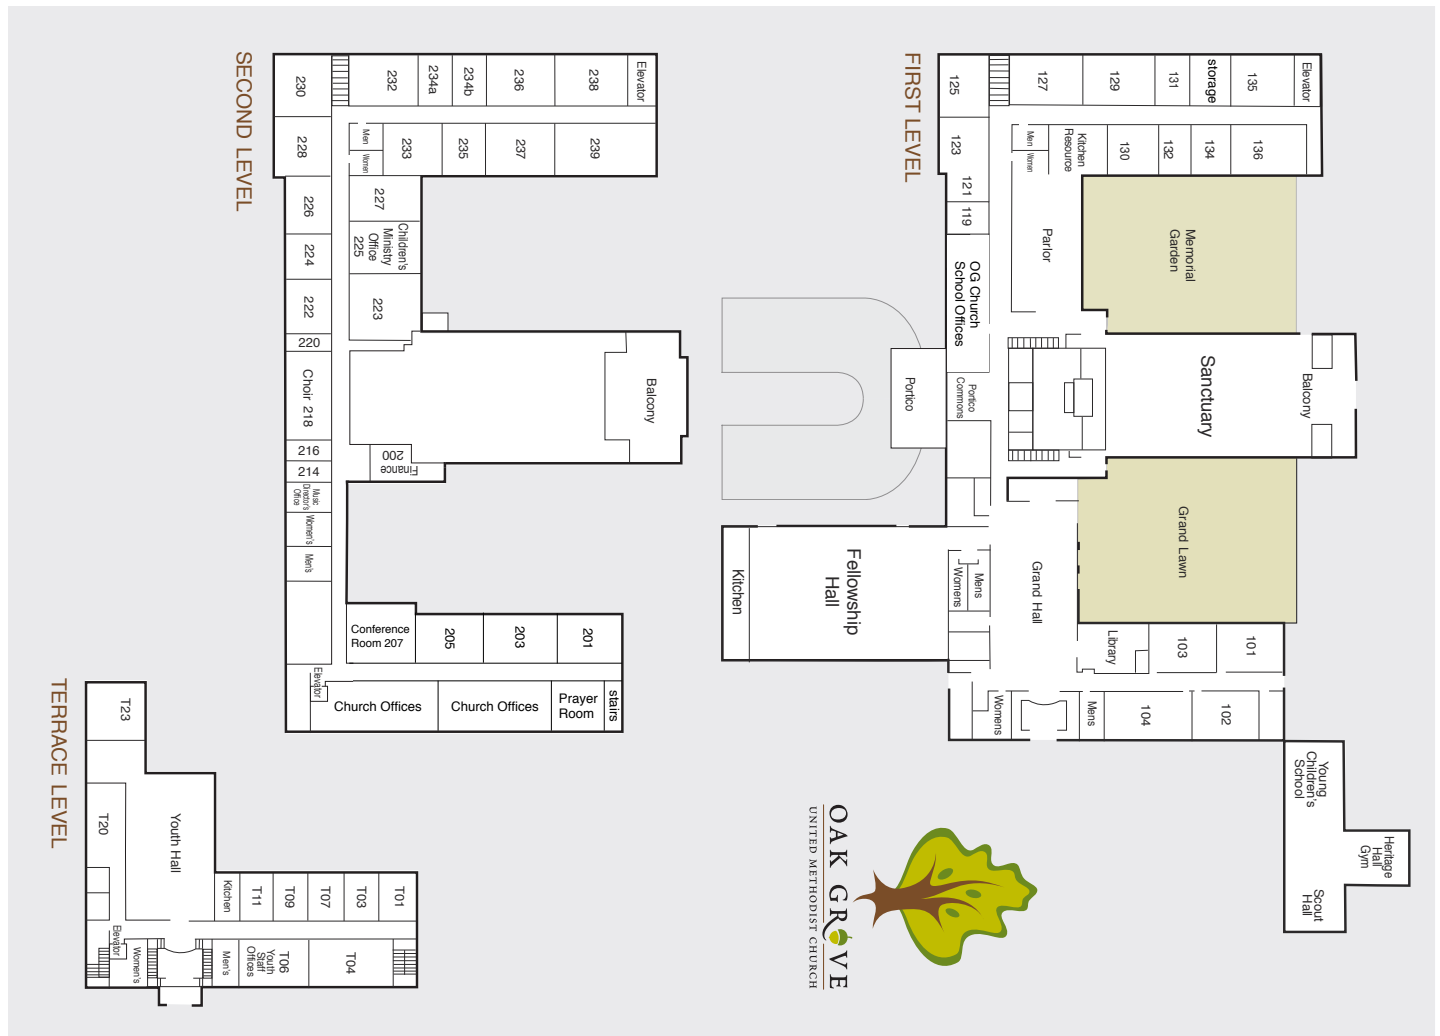 SECOND LEVEL
230
232
234a
234b
236
238
Elevator
228
Men
Women
233
235
237
239
226
227
224
Children's
Ministry
Office
225
222
223
220
Choir 218
Balcony
216
214
Finance
200
Music
Director's
Office
Women's
Men's
Conference
Room 207
205
203
201
Elevator
Church Offices
Church Offices
Prayer
Room
stairs
FIRST LEVEL
125
127
129
131
storage
135
Elevator
123
Men
Women
Kitchen
Resource
130
132
134
136
121
119
Parlor
Memorial
Garden
OG Church
School Offices
Portico
Portico
Commons
Sanctuary
Balcony
Grand Lawn
Kitchen
Fellowship
Hall
Mens
Womens
Grand Hall
Library
103
101
Womens
Mens
104
102
Young
Children's
School
Heritage
Hall
Gym
Scout
Hall
TERRACE LEVEL
T23
T20
Youth Hall
Kitchen
T11
T09
T07
T03
T01
Elevator
Women's
Men's
T06
Youth
Staff
Offices
T04
OAK GROVE
UNITED METHODIST CHURCH